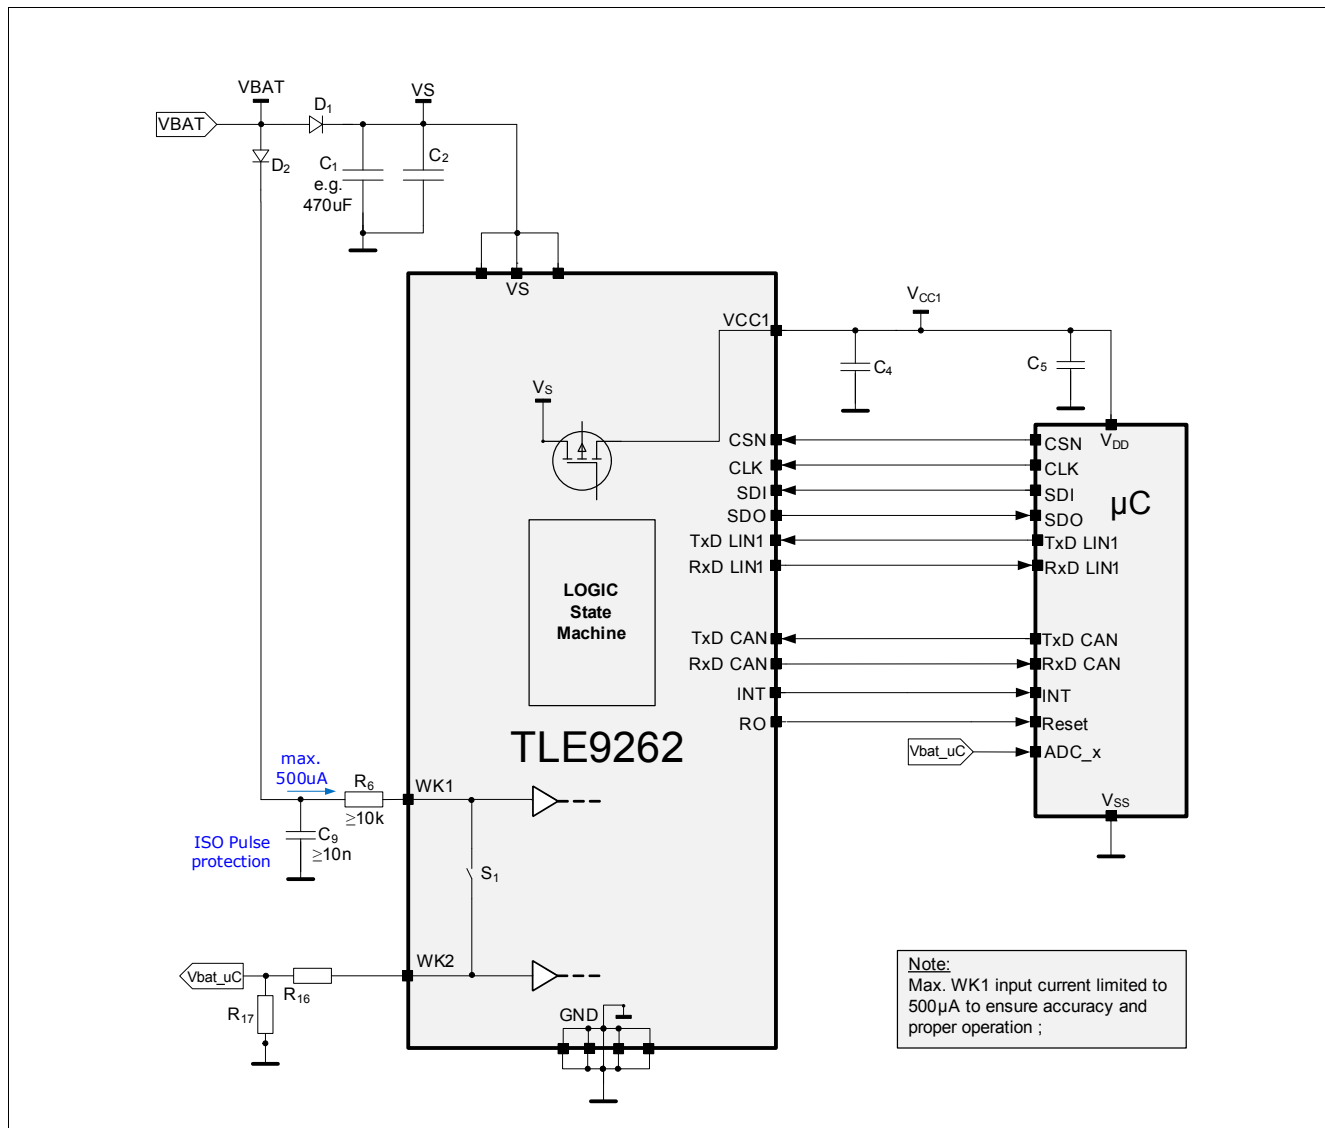 VBAT
VS
VBAT
D1
D2
C1
e.g.
470uF
C2
VS
VCC1
VCC1
C4
C5
VS
CSN
CLK
SDI
SDO
TxD LIN1
RxD LIN1
TxD CAN
RxD CAN
INT
RO
LOGIC
State
Machine
TLE9262
VDD
CSN
CLK
µC
SDI
SDO
TxD LIN1
RxD LIN1
TxD CAN
RxD CAN
INT
Reset
Vbat_uC
ADC_x
VSS
max.
500uA
R6
≥10k
WK1
ISO Pulse
protection
C9
≥10n
S1
WK2
Vbat_uC
R16
R17
GND
Note:
Max. WK1 input current limited to
500µA to ensure accuracy and
proper operation ;